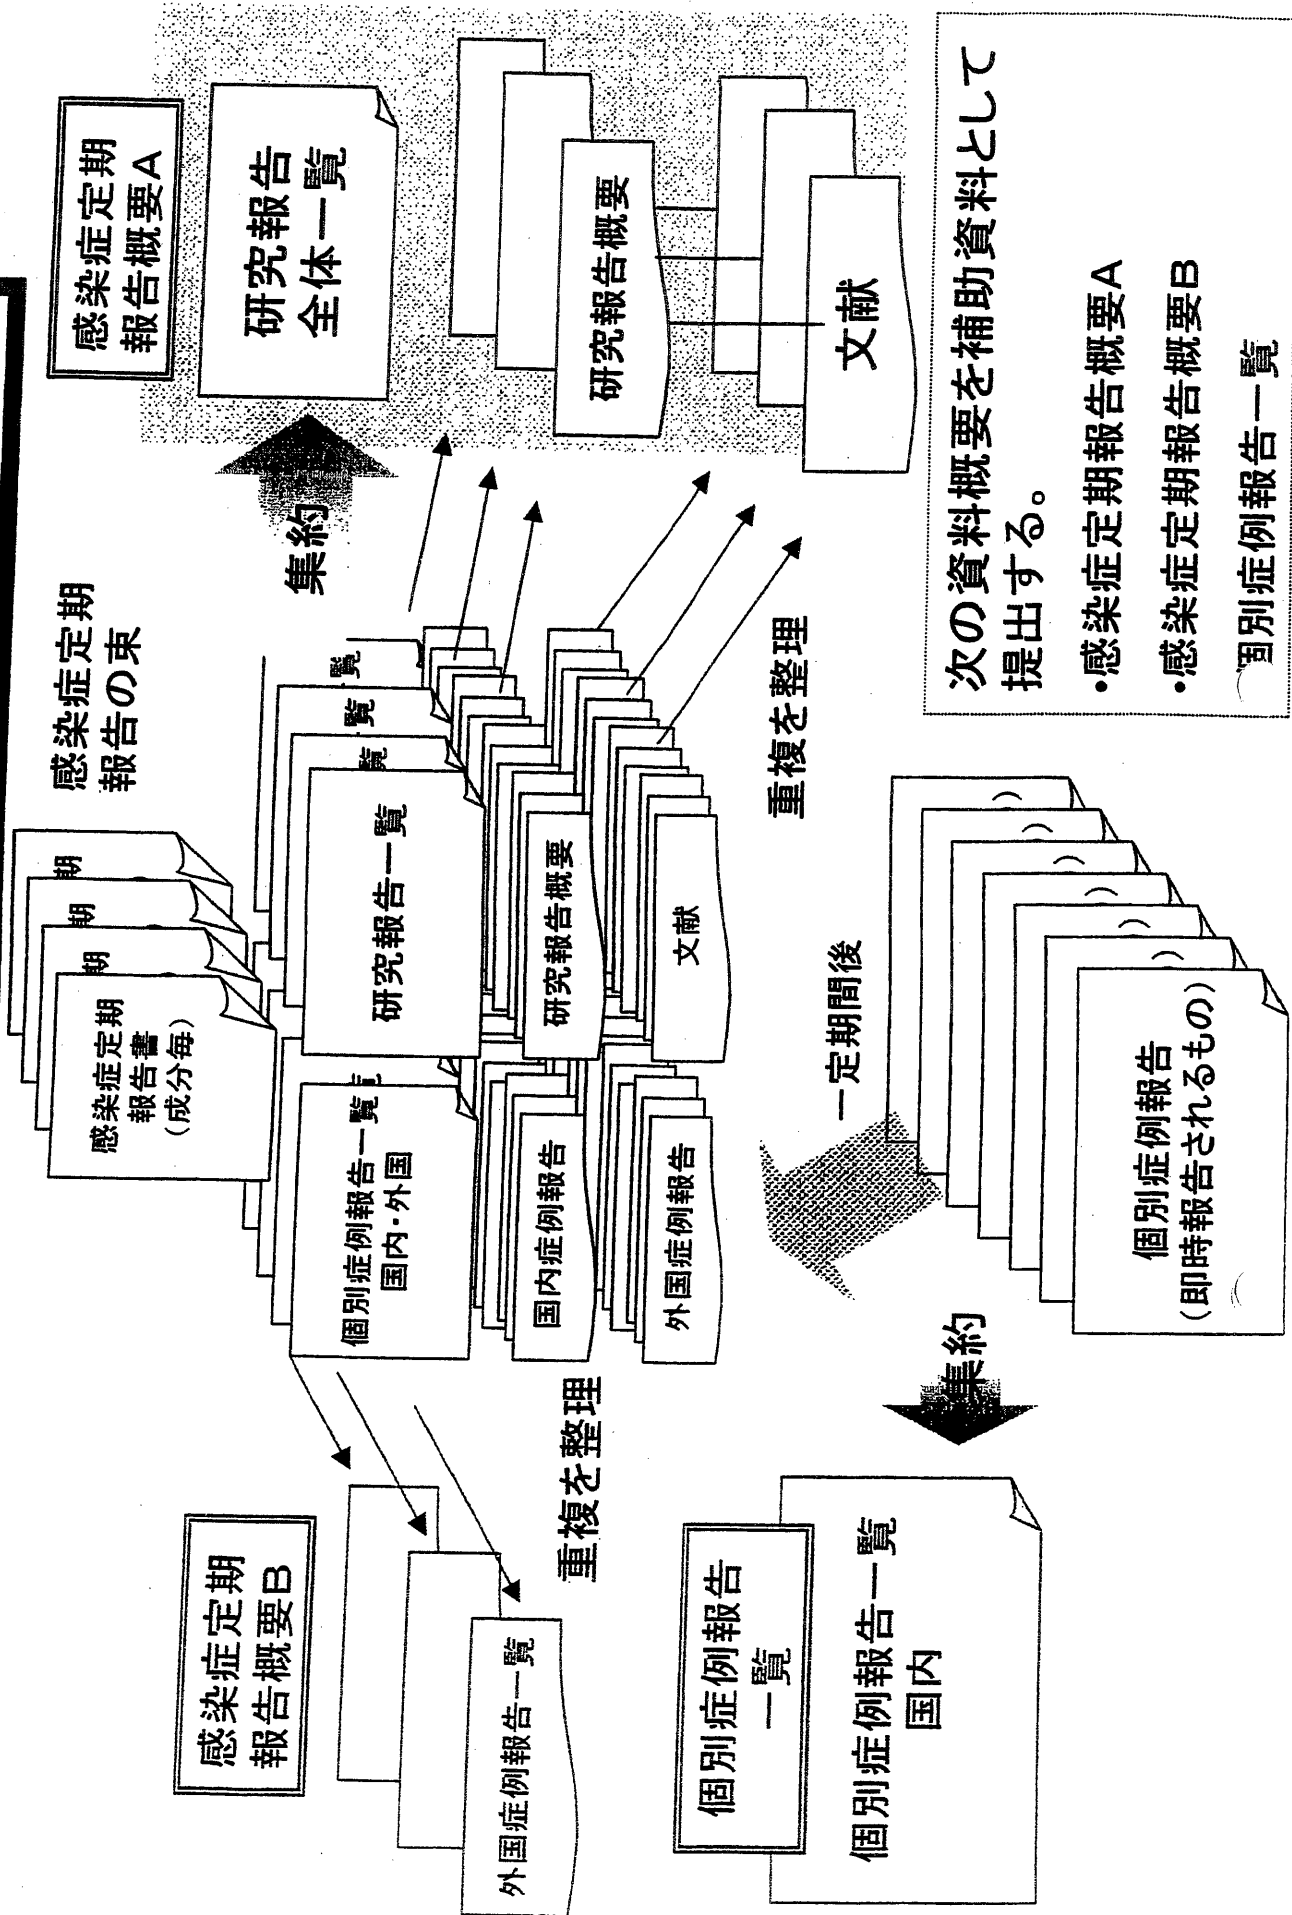 感染症定期
報告の束
感染症定期
報告概要B
外国症例報告一覧
重複を整理
感染症定期
報告書
(成分毎)
期
期
期
個別症例報告一覧
国内・外国
国内症例報告
外国症例報告
研究報告一覧
覧
覧
覧
研究報告概要
文献
重複を整理
集約
感染症定期
報告概要A
研究報告
全体一覧
研究報告概要
文献
個別症例報告
一覧
個別症例報告一覧
国内
集約
一定期間後
個別症例報告
(即時報告されるもの)
次の資料概要を補助資料として
提出する。
・感染症定期報告概要A
・感染症定期報告概要B
個別症例報告一覧